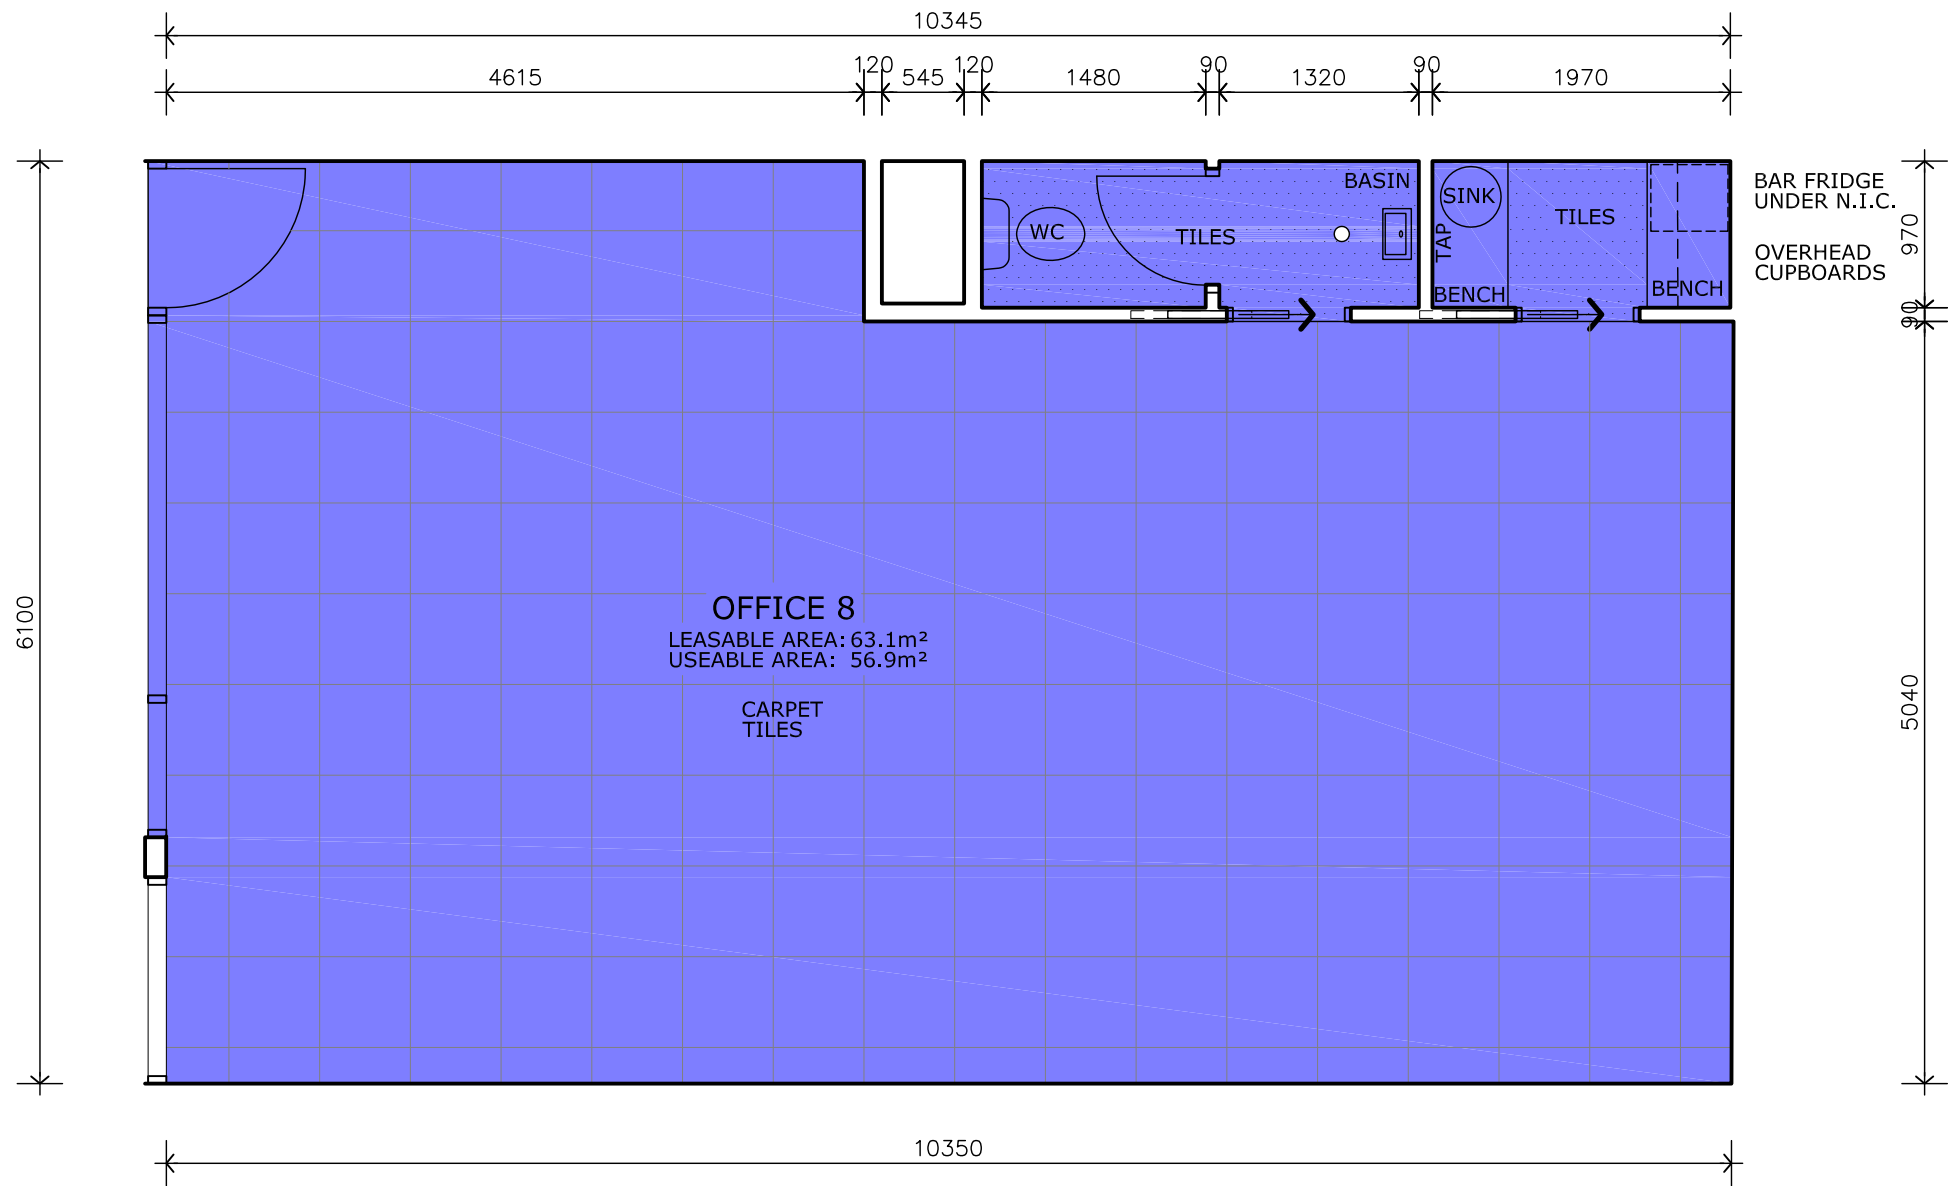 10345
4615
120
545
120
1480
90
1320
90
1970
BASIN
WC
TILES
SINK
TAP
BENCH
TILES
BENCH
BAR FRIDGE
UNDER N.I.C.
OVERHEAD
CUPBOARDS
970
90
5040
6100
OFFICE 8
LEASABLE AREA: 63.1m²
USEABLE AREA: 56.9m²
CARPET
TILES
10350